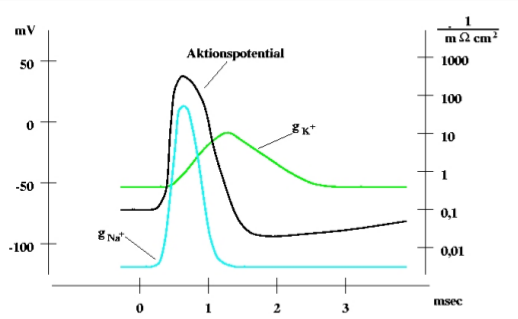 mV
1
m Ω cm²
Aktionspotential
50
0
-50
-100
1000
100
10
1
0,1
0,01
g K⁺
g Na⁺
0
1
2
3
msec